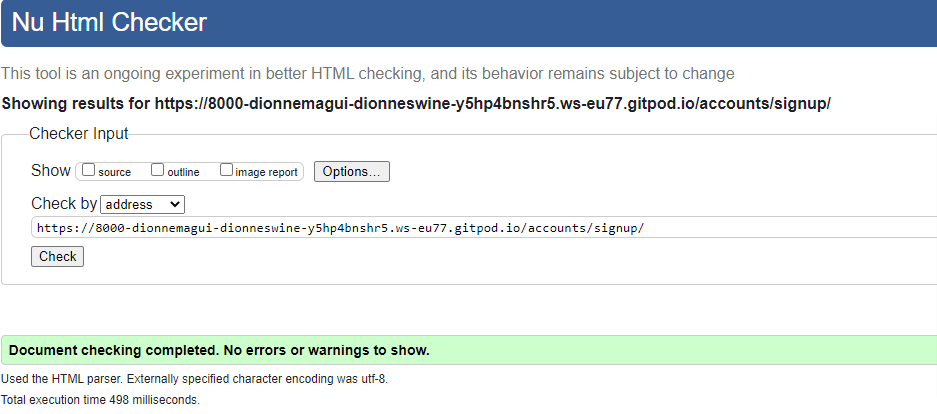 Nu Html Checker
This tool is an ongoing experiment in better HTML checking, and its behavior remains subject to change
Showing results for https://8000-dionnemagui-dionneswine-y5hp4bnshr5.ws-eu77.gitpod.io/accounts/signup/
Checker Input
Show source outline image report Options...
Check by address
https://8000-dionnemagui-dionneswine-y5hp4bnshr5.ws-eu77.gitpod.io/accounts/signup/
Check
Document checking completed. No errors or warnings to show.
Used the HTML parser. Externally specified character encoding was utf-8.
Total execution time 498 milliseconds.